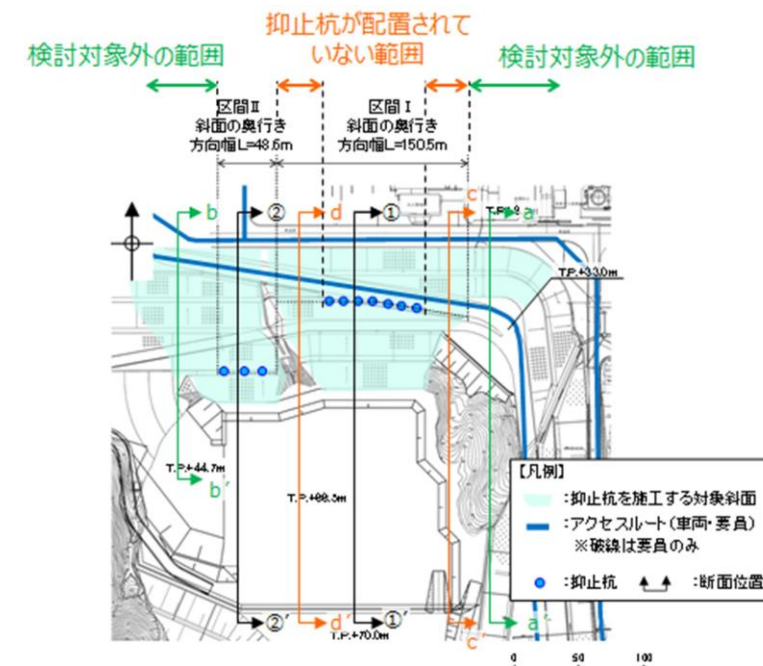 抑止杭が配置されて
いない範囲
検討対象外の範囲
検討対象外の範囲
区間Ⅱ
斜面の奥行き
方向幅L=48.6m
区間Ⅰ
斜面の奥行き
方向幅L=150.5m
b
②
d
①
c
a
T.P.+33.0m
T.P.+44.7m
b´
【凡例】
:抑止杭を施工する対象斜面
:アクセスルート(車両・要員)
※破線は要員のみ
:抑止杭
:断面位置
②´
d´
①´
c´
a´
T.P.+70.0m
0 50 100